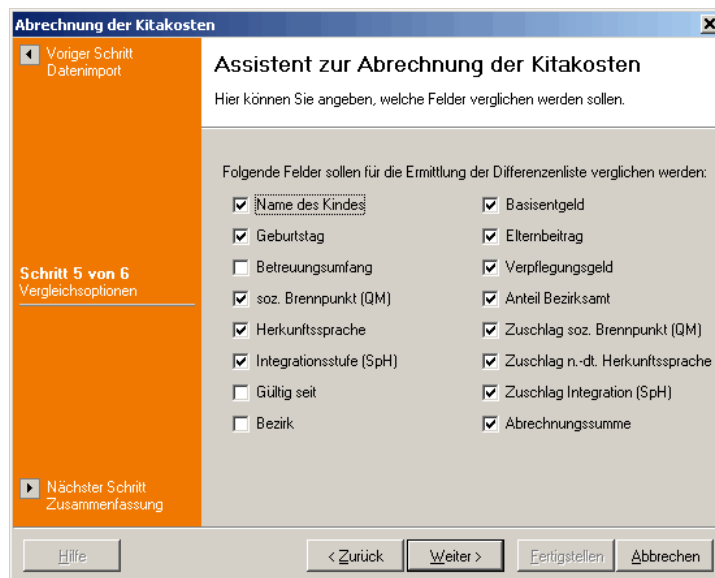 Abrechnung der Kitakosten
Voriger Schritt
Datenimport
Assistent zur Abrechnung der Kitakosten
Hier können Sie angeben, welche Felder verglichen werden sollen.
Folgende Felder sollen für die Ermittlung der Differenzenliste verglichen werden:
Name des Kindes
Geburtstag
Betreuungsumfang
soz. Brennpunkt (QM)
Herkunftssprache
Integrationsstufe (SpH)
Gültig seit
Bezirk
Basisentgeld
Elternbeitrag
Verpflegungsgeld
Anteil Bezirksamt
Zuschlag soz. Brennpunkt (QM)
Zuschlag n.-dt. Herkunftssprache
Zuschlag Integration (SpH)
Abrechnungssumme
Schritt 5 von 6
Vergleichsoptionen
Nächster Schritt
Zusammenfassung
Hilfe
< Zurück
Weiter >
Fertigstellen
Abbrechen